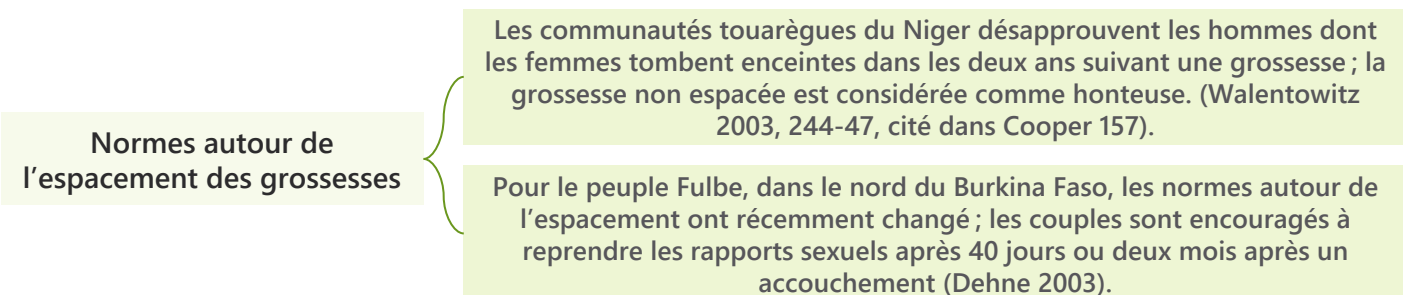 Normes autour de
l'espacement des grossesses
Les communautés touarègues du Niger désapprouvent les hommes dont
les femmes tombent enceintes dans les deux ans suivant une grossesse ; la
grossesse non espacée est considérée comme honteuse. (Walentowitz
2003, 244-47, cité dans Cooper 157).
Pour le peuple Fulbe, dans le nord du Burkina Faso, les normes autour de
l'espacement ont récemment changé ; les couples sont encouragés à
reprendre les rapports sexuels après 40 jours ou deux mois après un
accouchement (Dehne 2003).